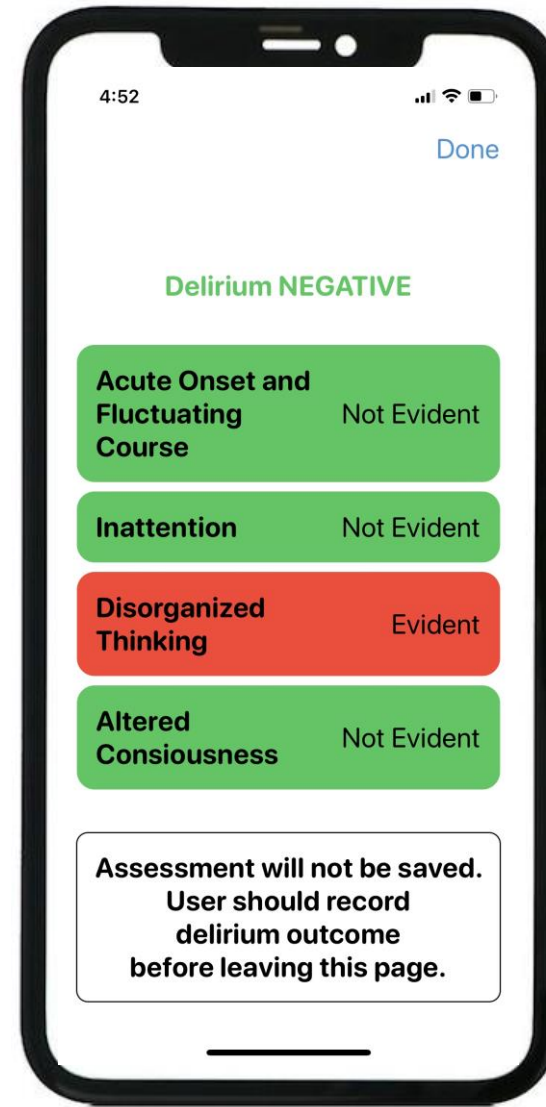 4:52
Done
Delirium NEGATIVE
Acute Onset and
Fluctuating Not Evident
Course
Inattention Not Evident
Disorganized
Thinking Evident
Altered
Consiousness Not Evident
Assessment will not be saved.
User should record
delirium outcome
before leaving this page.